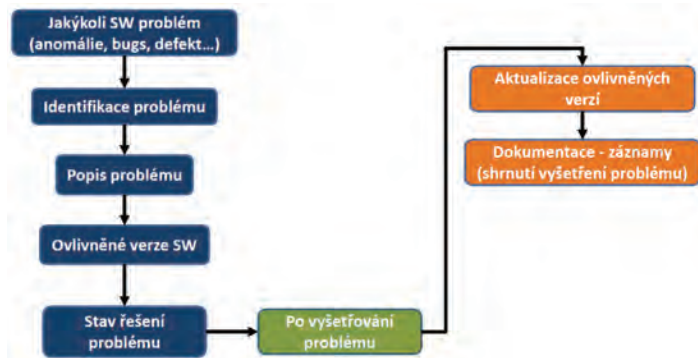 Jakýkoli SW problém
(anomálie, bugs, defekt...)
Identifikace problému
Popis problému
Ovlivněné verze SW
Stav řešení
problému
Po vyšetřování
problému
Aktualizace ovlivněných
verzí
Dokumentace - záznamy
(shrnutí vyšetření problému)